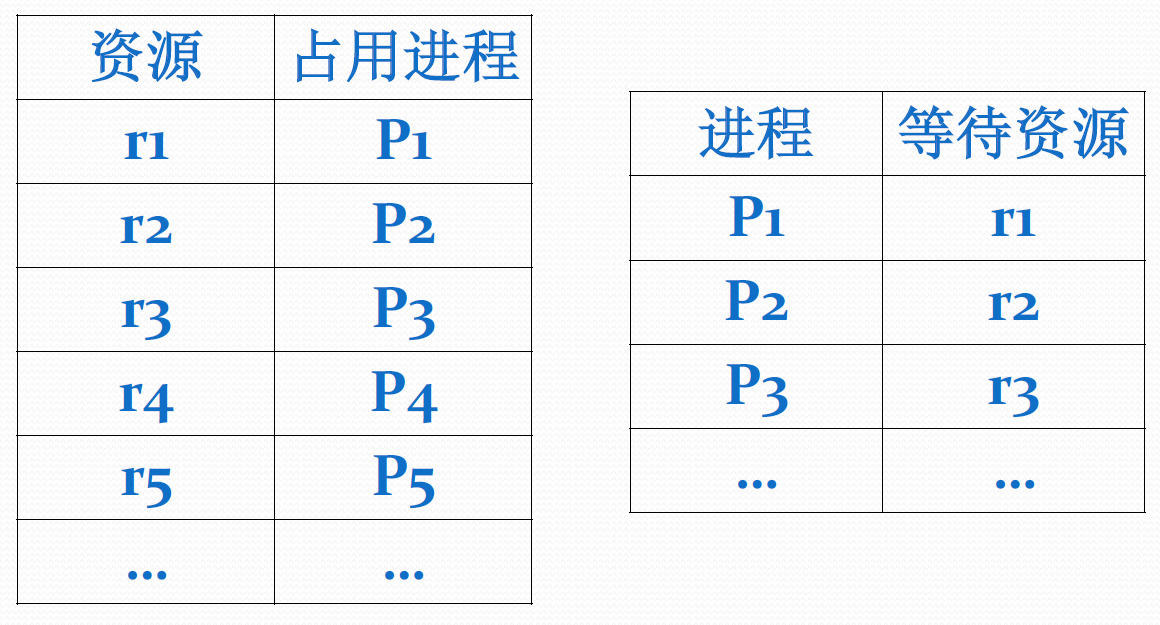 资源 占用进程
r1 P1
r2 P2
r3 P3
r4 P4
r5 P5
... ...
进程 等待资源
P1 r1
P2 r2
P3 r3
... ...